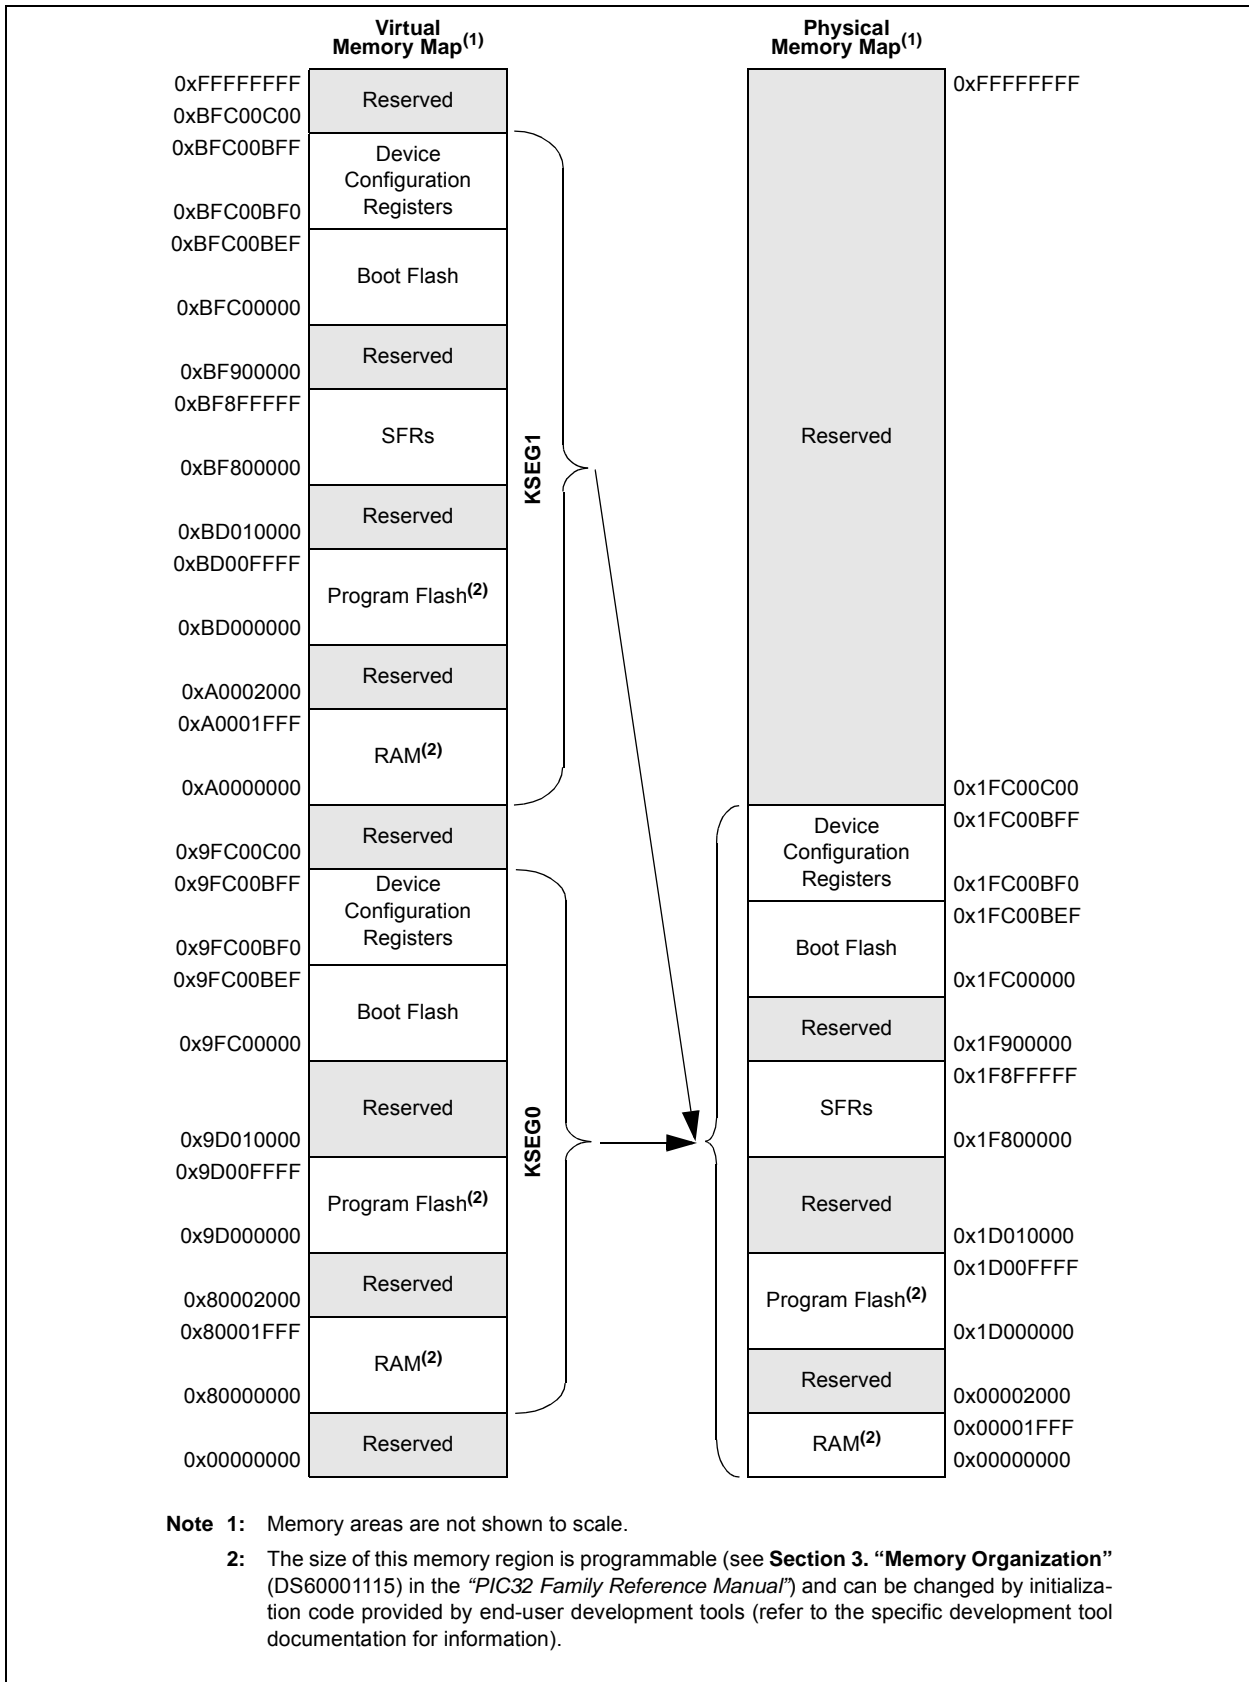 Virtual
Memory Map(1)
0xFFFFFFFF
Reserved
0xBFC00C00
0xBFC00BFF
Device
Configuration
Registers
0xBFC00BF0
0xBFC00BEF
Boot Flash
0xBFC00000
Reserved
0xBF900000
0xBF8FFFFF
SFRs
0xBF800000
Reserved
0xBD010000
0xBD00FFFF
Program Flash(2)
0xBD000000
Reserved
0xA0002000
0xA0001FFF
RAM(2)
0xA0000000
KSEG1
Reserved
0x9FC00C00
0x9FC00BFF
Device
Configuration
Registers
0x9FC00BF0
0x9FC00BEF
Boot Flash
0x9FC00000
Reserved
0x9D010000
0x9D00FFFF
Program Flash(2)
0x9D000000
Reserved
0x80002000
0x80001FFF
RAM(2)
0x80000000
KSEG0
Reserved
0x00000000
Physical
Memory Map(1)
0xFFFFFFFF
Reserved
0x1FC00C00
Device
Configuration
Registers
0x1FC00BFF
0x1FC00BF0
0x1FC00BEF
Boot Flash
0x1FC00000
Reserved
0x1F900000
0x1F8FFFFF
SFRs
0x1F800000
Reserved
0x1D010000
0x1D00FFFF
Program Flash(2)
0x1D000000
Reserved
0x00002000
0x00001FFF
RAM(2)
0x00000000
Note 1: Memory areas are not shown to scale.
2: The size of this memory region is programmable (see Section 3. “Memory Organization”
(DS60001115) in the “PIC32 Family Reference Manual”) and can be changed by initializa-
tion code provided by end-user development tools (refer to the specific development tool
documentation for information).